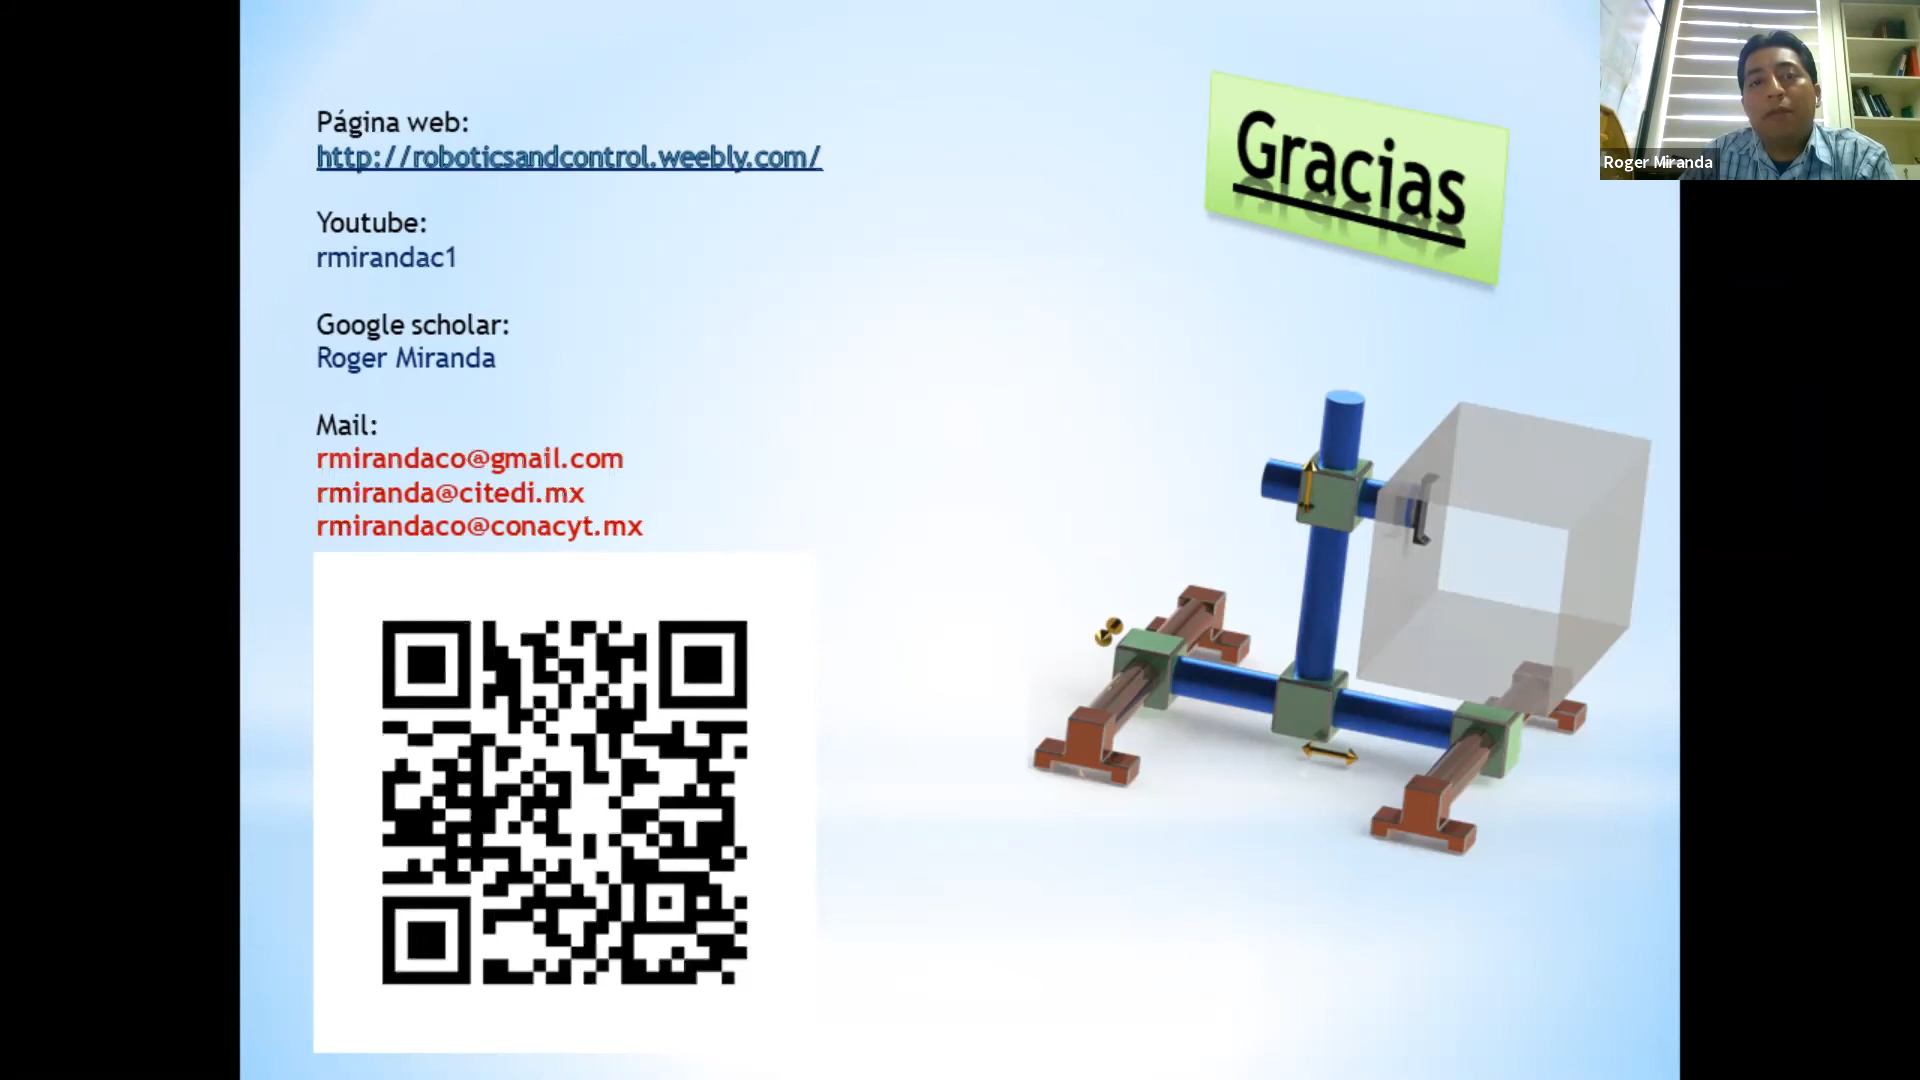 Página web:
http://roboticsandcontrol.weebly.com/
Youtube:
rmirandac1
Google scholar:
Roger Miranda
Mail:
rmirandaco@gmail.com
rmiranda@citedi.mx
rmirandaco@conacyt.mx
Gracias
Roger Miranda